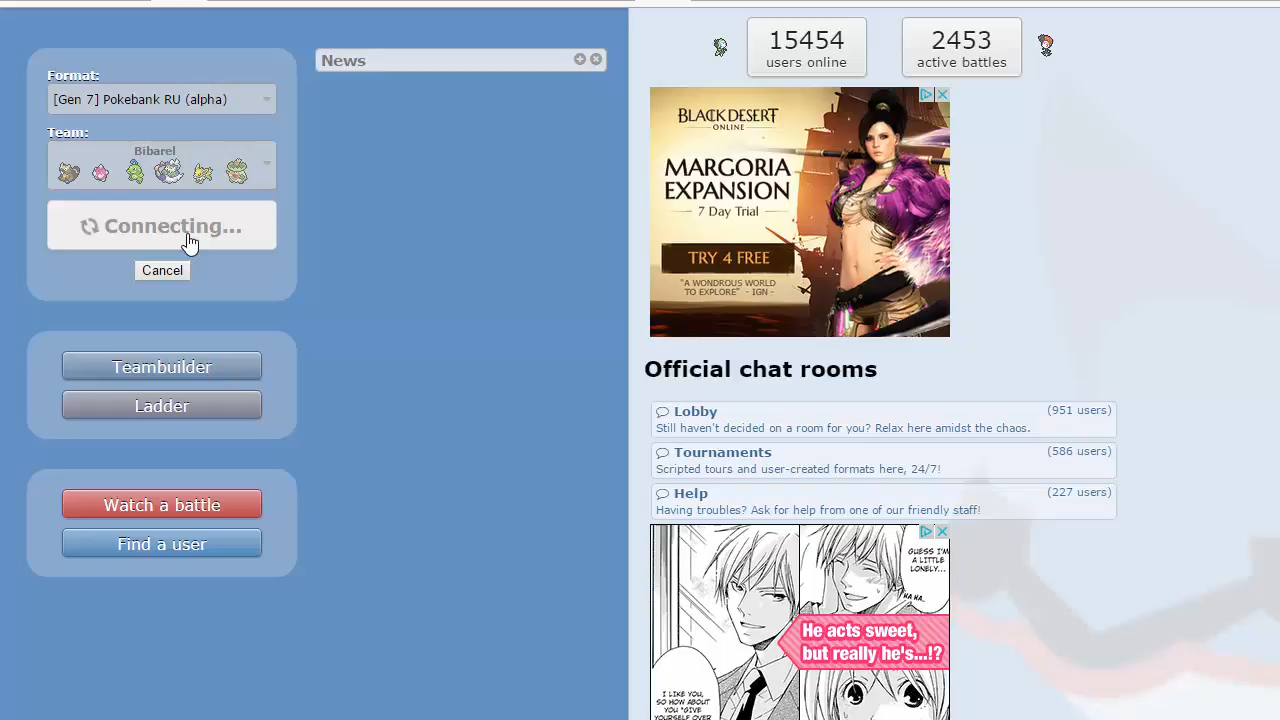 Format:
[Gen 7] Pokebank RU (alpha)
Team:
Bibarel
Connecting...
Cancel
Teambuilder
Ladder
Watch a battle
Find a user
News
15454
users online
2453
active battles
BLACK DESERT
ONLINE
MARGORIA
EXPANSION
7 Day Trial
TRY 4 FREE
"A WONDROUS WORLD
TO EXPLORE" - IGN -
Official chat rooms
Lobby (951 users)
Still haven't decided on a room for you? Relax here amidst the chaos.
Tournaments (586 users)
Scripted tours and user-created formats here, 24/7!
Help (227 users)
Having troubles? Ask for help from one of our friendly staff!
GUESS I'M
A LITTLE
LONELY...
HA HA...
He acts sweet,
but really he's...!?
I LIKE YOU,
SO HOW ABOUT
YOU "GIVE
YOURSELF OVER